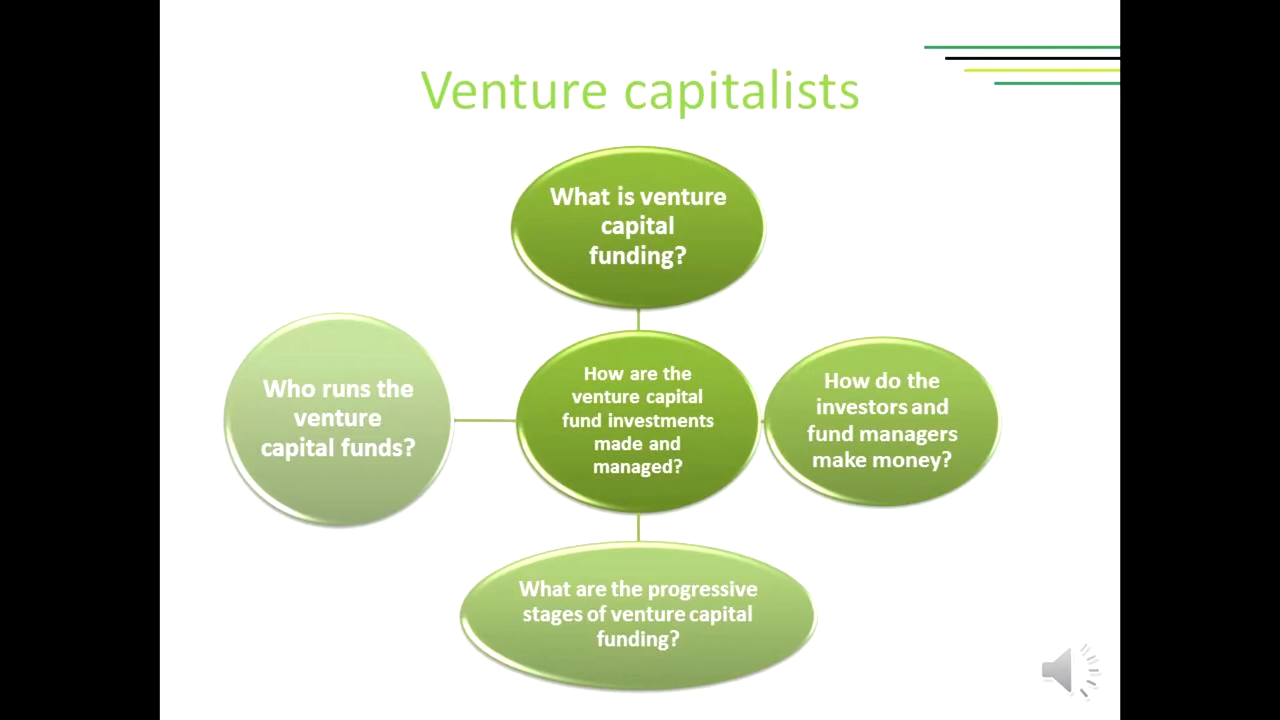 Venture capitalists
What is venture
capital
funding?
Who runs the
venture
capital funds?
How are the
venture capital
fund investments
made and
managed?
How do the
investors and
fund managers
make money?
What are the progressive
stages of venture capital
funding?